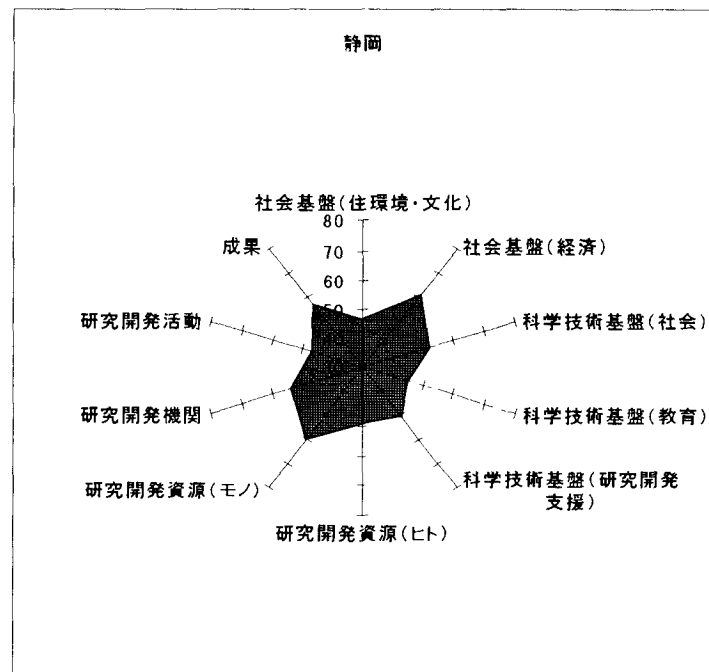 静岡
社会基盤(住環境・文化)
80
70
60
50
成果
社会基盤(経済)
研究開発活動
科学技術基盤(社会)
研究開発機関
科学技術基盤(教育)
研究開発資源(モノ)
科学技術基盤(研究開発
支援)
研究開発資源(ヒト)